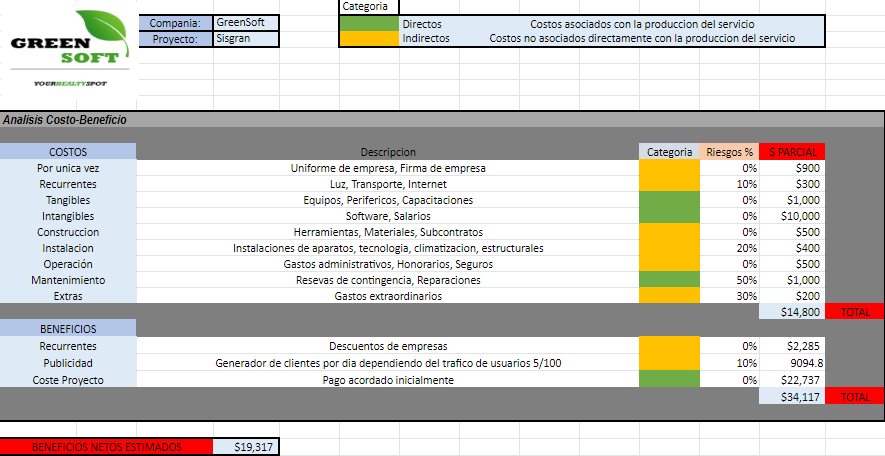 Categoria
GREEN
SOFT
YOURREALTYSPOT
Compania: GreenSoft
Proyecto: Sisgran
Directos Costos asociados con la produccion del servicio
Indirectos Costos no asociados directamente con la produccion del servicio
Analisis Costo-Beneficio
COSTOS Descripcion Categoria Riesgos % $ PARCIAL
Por unica vez Uniforme de empresa, Firma de empresa 0% $900
Recurrentes Luz, Transporte, Internet 10% $300
Tangibles Equipos, Perifericos, Capacitaciones 0% $1,000
Intangibles Software, Salarios 0% $10,000
Construccion Herramientas, Materiales, Subcontratos 0% $500
Instalacion Instalaciones de aparatos, tecnologia, climatizacion, estructurales 20% $400
Operación Gastos administrativos, Honorarios, Seguros 0% $500
Mantenimiento Resevas de contingencia, Reparaciones 50% $1,000
Extras Gastos extraordinarios 30% $200
$14,800 TOTAL
BENEFICIOS
Recurrentes Descuentos de empresas 0% $2,285
Publicidad Generador de clientes por dia dependiendo del trafico de usuarios 5/100 10% 9094.8
Coste Proyecto Pago acordado inicialmente 0% $22,737
$34,117 TOTAL
BENEFICIOS NETOS ESTIMADOS $19,317